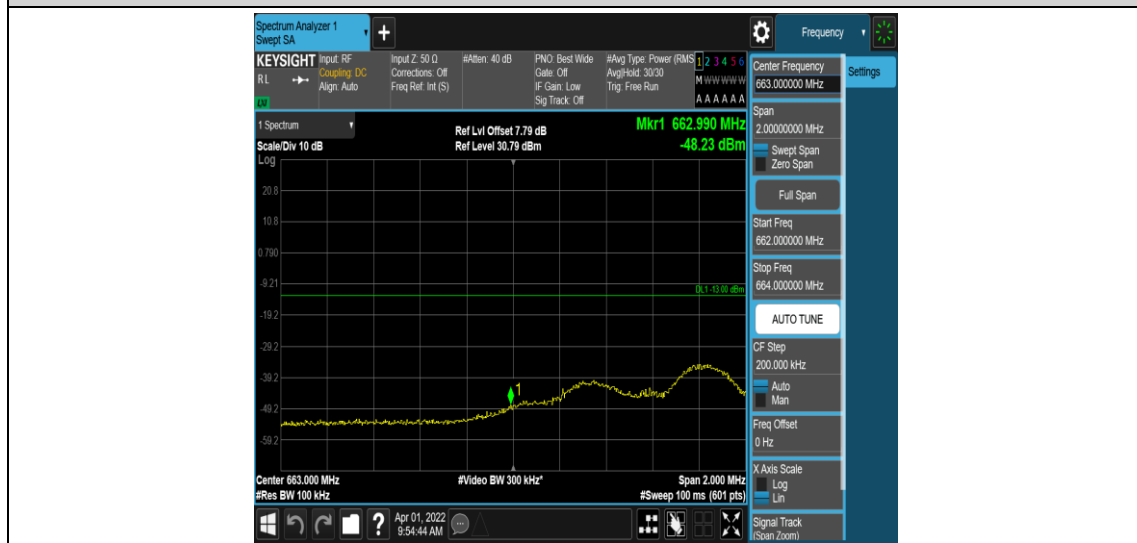 Spectrum Analyzer 1
Swept SA
+
Frequency
KEYSIGHT
RL
LXI
Input: RF
Coupling: DC
Align: Auto
Input Z: 50 Ω
Corrections: Off
Freq Ref: Int (S)
#Atten: 40 dB
PNO: Best Wide
Gate: Off
IF Gain: Low
Sig Track: Off
#Avg Type: Power (RMS
Avg|Hold: 30/30
Trig: Free Run
1 2 3 4 5 6
M W W W W W
A A A A A A
1 Spectrum
Scale/Div 10 dB
Log
Ref Lvl Offset 7.79 dB
Ref Level 30.79 dBm
Mkr1 662.990 MHz
-48.23 dBm
20.8
10.8
0.790
-9.21
DL1 -13.00 dBm
-19.2
-29.2
-39.2
1
-49.2
-59.2
Center 663.000 MHz
#Res BW 100 kHz
#Video BW 300 kHz*
Span 2.000 MHz
#Sweep 100 ms (601 pts)
?
Apr 01, 2022
9:54:44 AM
Center Frequency
663.000000 MHz
Settings
Span
2.00000000 MHz
Swept Span
Zero Span
Full Span
Start Freq
662.000000 MHz
Stop Freq
664.000000 MHz
AUTO TUNE
CF Step
200.000 kHz
Auto
Man
Freq Offset
0 Hz
X Axis Scale
Log
Lin
Signal Track
(Span Zoom)